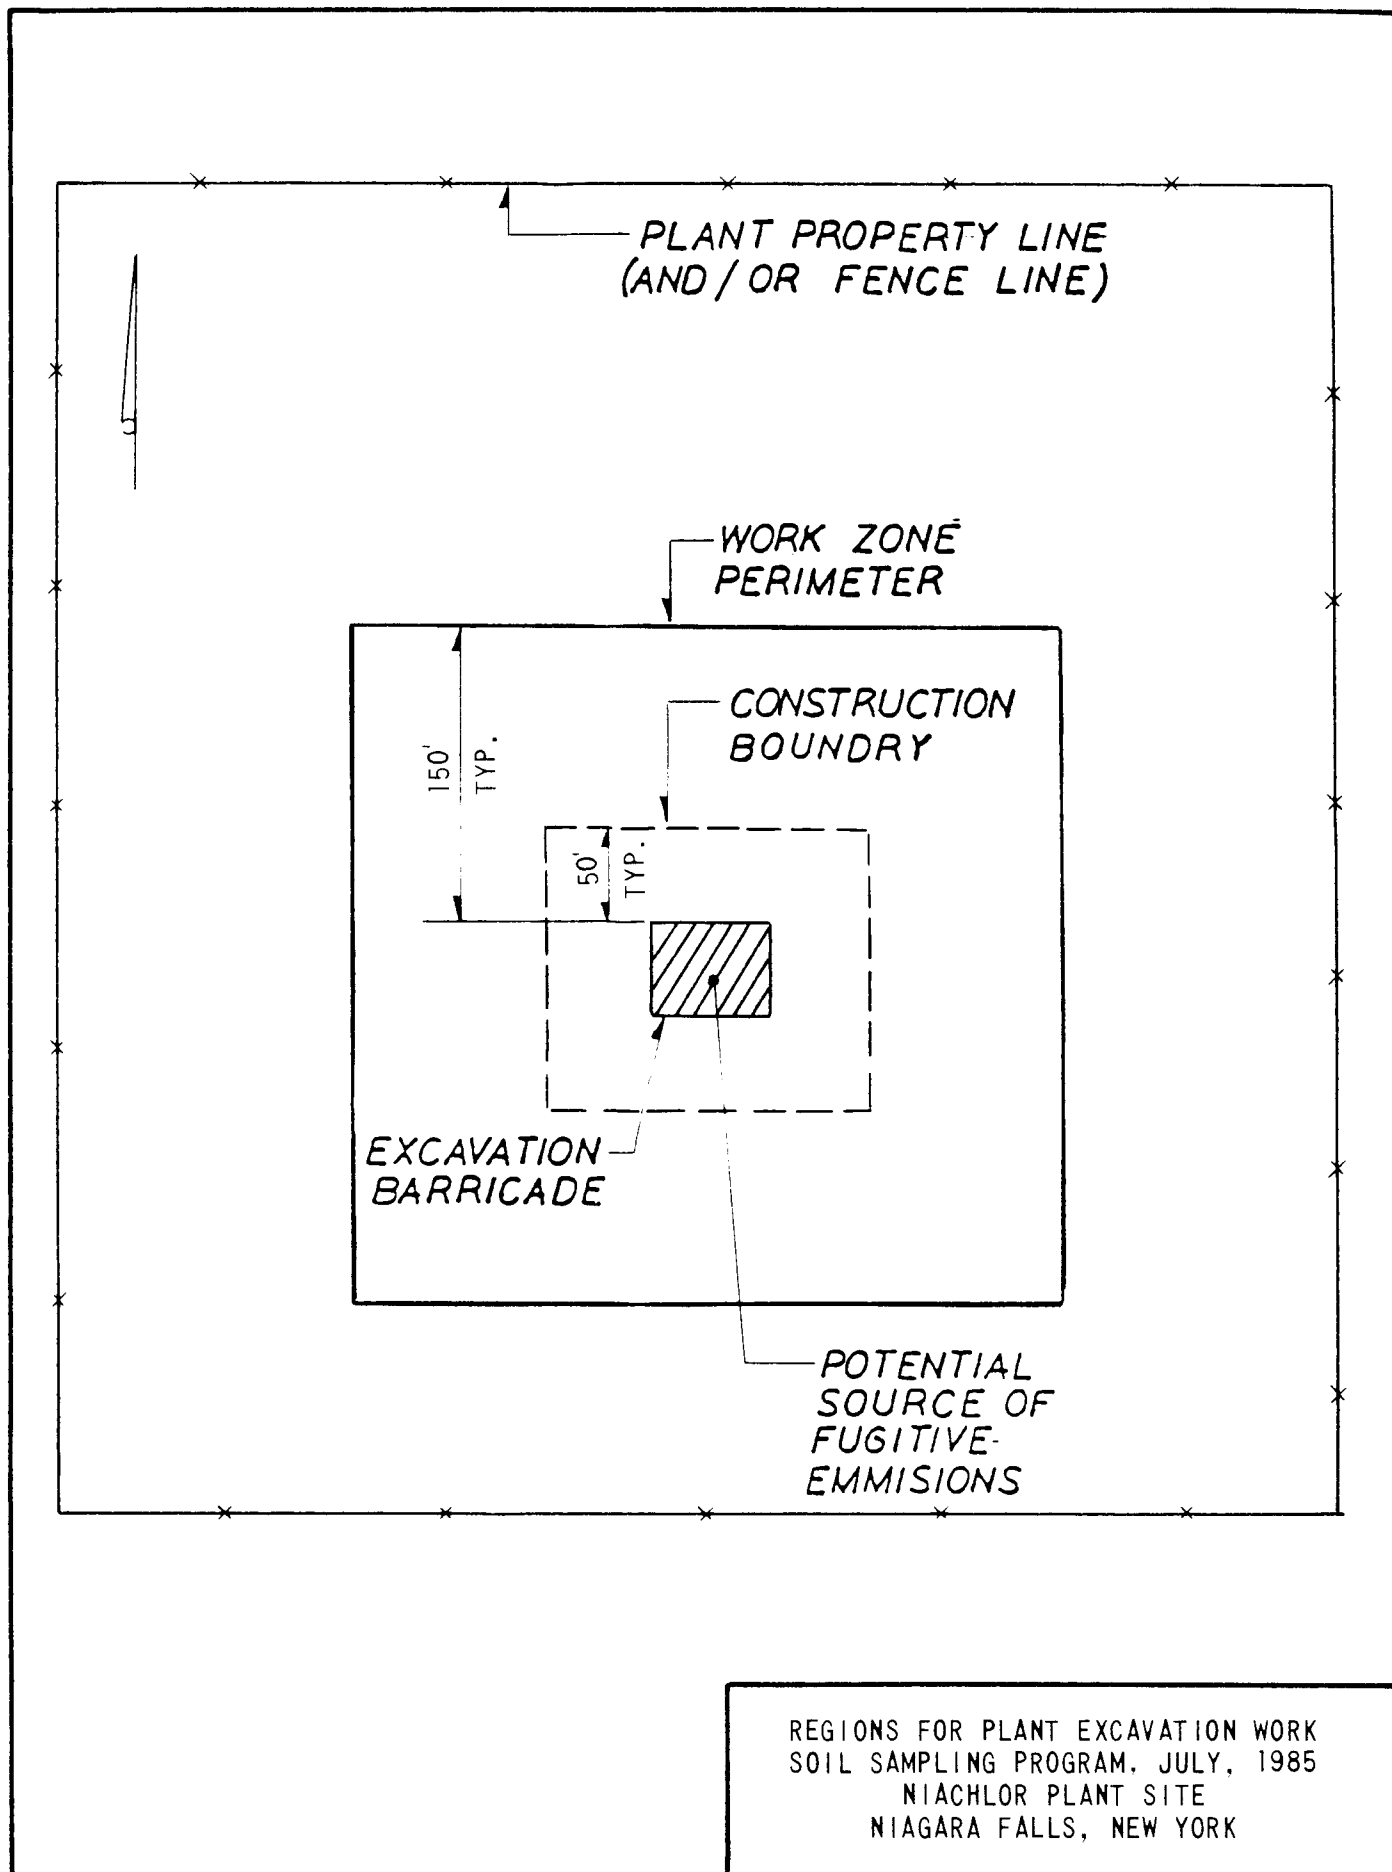 PLANT PROPERTY LINE
(AND/OR FENCE LINE)
WORK ZONE
PERIMETER
CONSTRUCTION
BOUNDRY
150'
TYP.
50'
TYP.
EXCAVATION
BARRICADE
POTENTIAL
SOURCE OF
FUGITIVE
EMMISIONS
REGIONS FOR PLANT EXCAVATION WORK
SOIL SAMPLING PROGRAM, JULY, 1985
NIACHLOR PLANT SITE
NIAGARA FALLS, NEW YORK